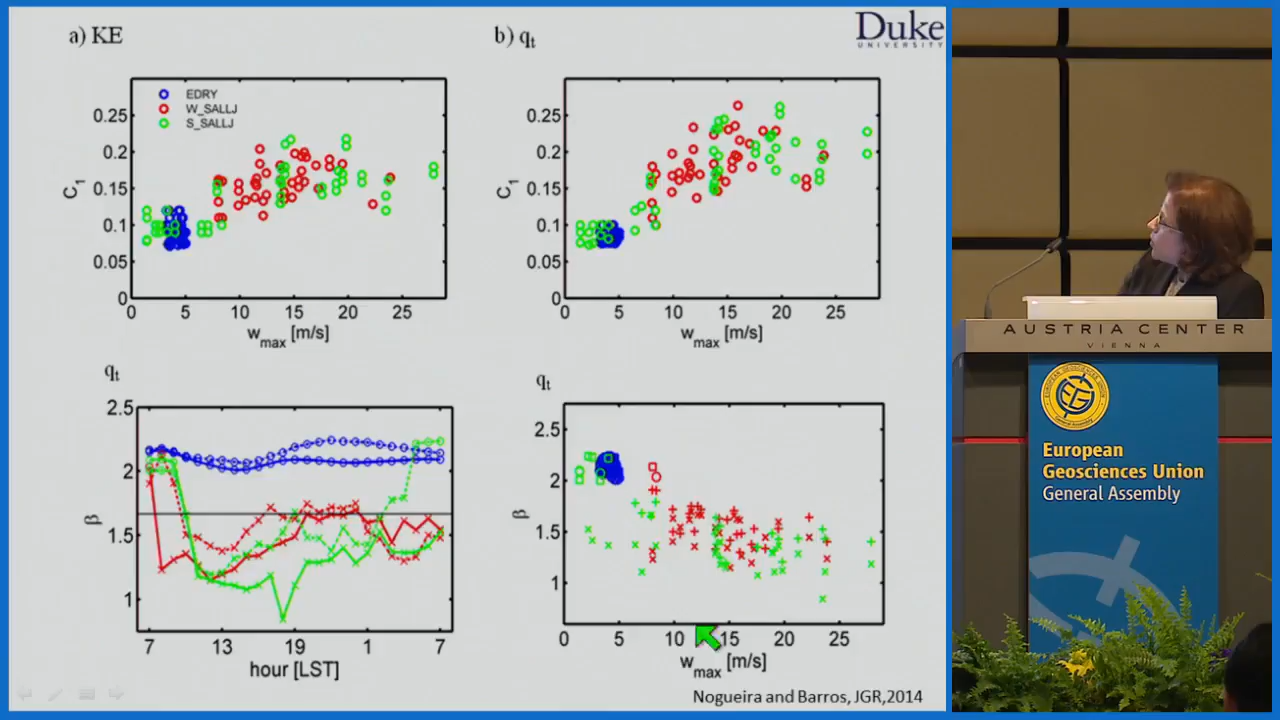 a) KE
b) qt
Duke
UNIVERSITY
EDRY
W_SALLJ
S_SALLJ
C1
0.25
0.2
0.15
0.1
0.05
0
0 5 10 15 20 25
wmax [m/s]
C1
0.25
0.2
0.15
0.1
0.05
0
0 5 10 15 20 25
wmax [m/s]
qt
β
2.5
2
1.5
1
7 13 19 1 7
hour [LST]
qt
β
2.5
2
1.5
1
0 5 10 15 20 25
wmax [m/s]
Nogueira and Barros, JGR,2014
AUSTRIA CENTER
VIENNA
European
Geosciences Union
General Assembly